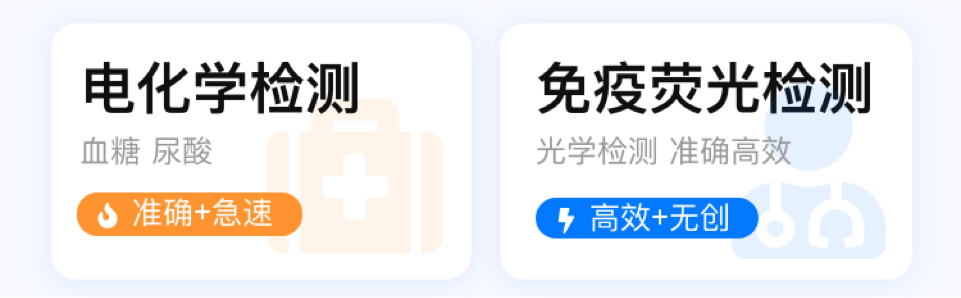 电化学检测
血糖 尿酸
准确+急速
免疫荧光检测
光学检测 准确高效
高效+无创